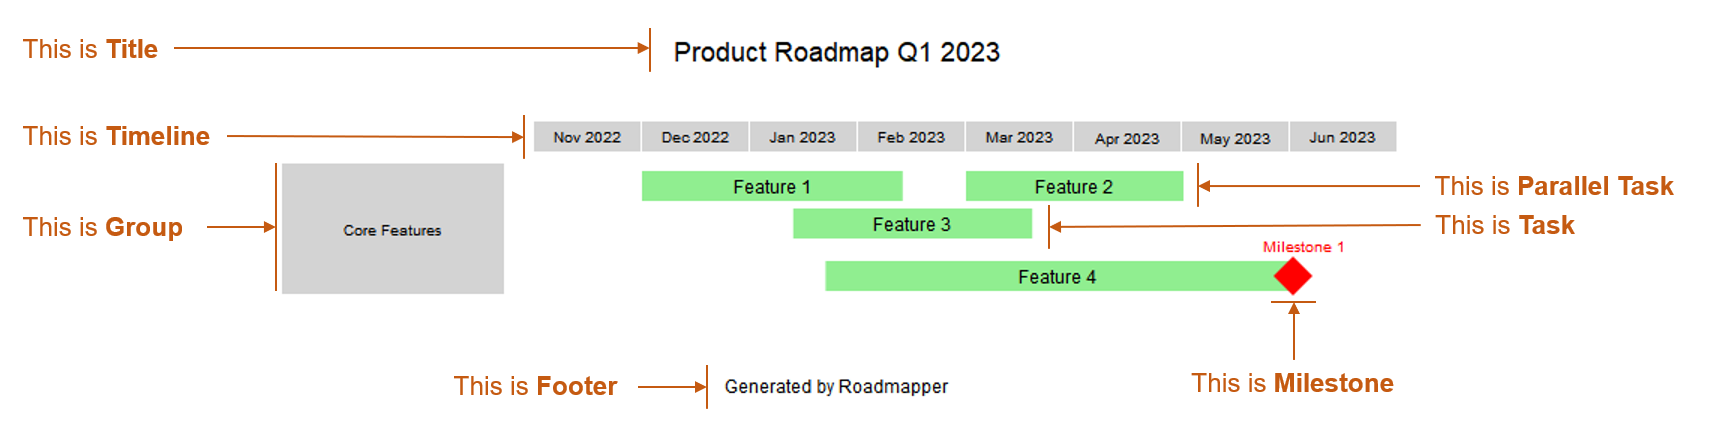 This is Title
Product Roadmap Q1 2023
This is Timeline
Nov 2022 Dec 2022 Jan 2023 Feb 2023 Mar 2023 Apr 2023 May 2023 Jun 2023
Feature 1 Feature 2
This is Parallel Task
This is Group
Core Features
Feature 3
This is Task
Milestone 1
Feature 4
This is Footer
Generated by Roadmapper
This is Milestone